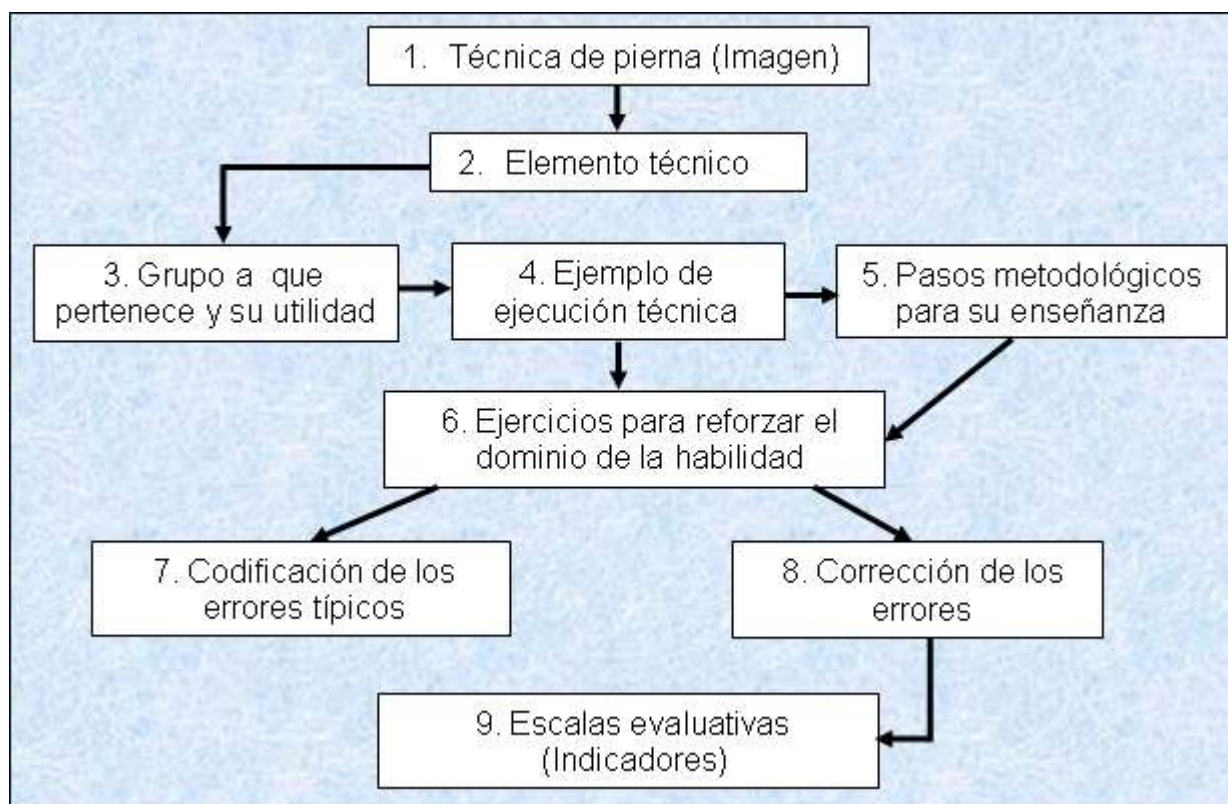 1. Técnica de pierna (Imagen)
2. Elemento técnico
3. Grupo a que
pertenece y su utilidad
4. Ejemplo de
ejecución técnica
5. Pasos metodológicos
para su enseñanza
6. Ejercicios para reforzar el
dominio de la habilidad
7. Codificación de los
errores típicos
8. Corrección de los
errores
9. Escalas evaluativas
(Indicadores)